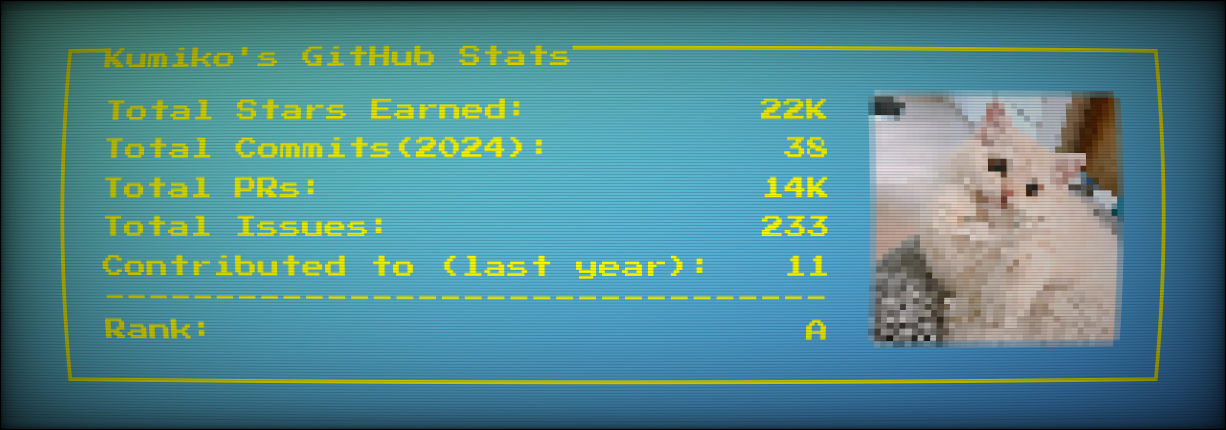 Kumiko's GitHub Stats
Total Stars Earned: 22K
Total Commits(2024): 38
Total PRs: 14K
Total Issues: 233
Contributed to (last year): 11
Rank: A